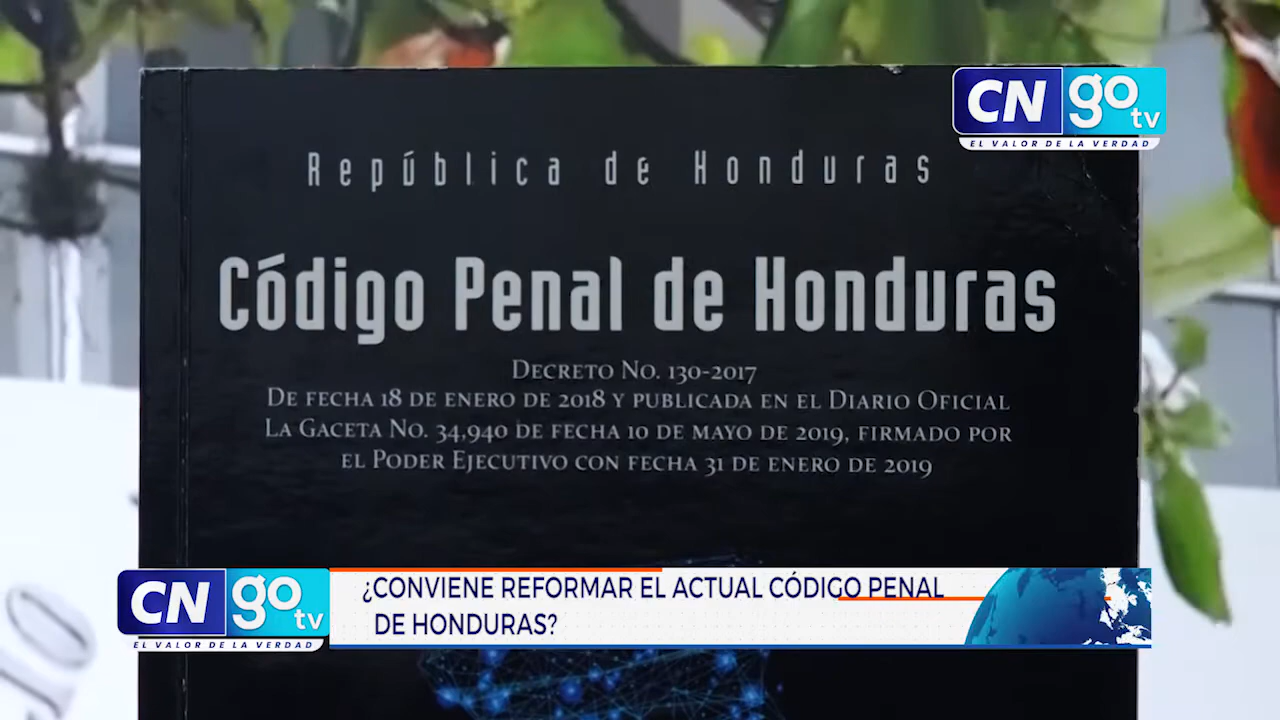 CN go tv
EL VALOR DE LA VERDAD
República de Honduras
Código Penal de Honduras
DECRETO NO. 130-2017
DE FECHA 18 DE ENERO DE 2018 Y PUBLICADA EN EL DIARIO OFICIAL
LA GACETA NO. 34,940 DE FECHA 10 DE MAYO DE 2019, FIRMADO POR
EL PODER EJECUTIVO CON FECHA 31 DE ENERO DE 2019
CN go tv
EL VALOR DE LA VERDAD
¿CONVIENE REFORMAR EL ACTUAL CÓDIGO PENAL
DE HONDURAS?